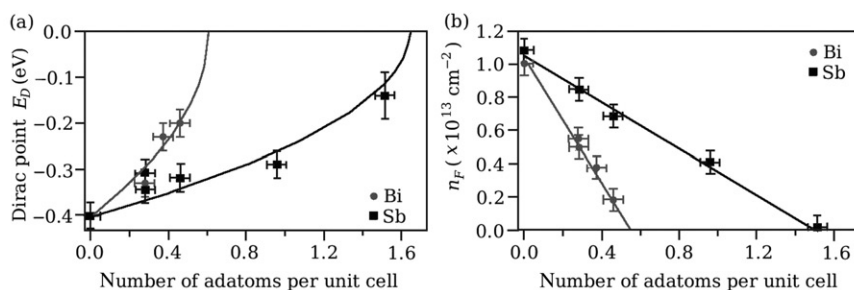 (a)
0.0
−0.1
−0.2
−0.3
−0.4
Dirac point E_D (eV)
Bi
Sb
0.0 0.4 0.8 1.2 1.6
Number of adatoms per unit cell
(b)
1.2
1.0
0.8
0.6
0.4
0.2
0.0
n_F (×10^13 cm^−2)
Bi
Sb
0.0 0.4 0.8 1.2 1.6
Number of adatoms per unit cell